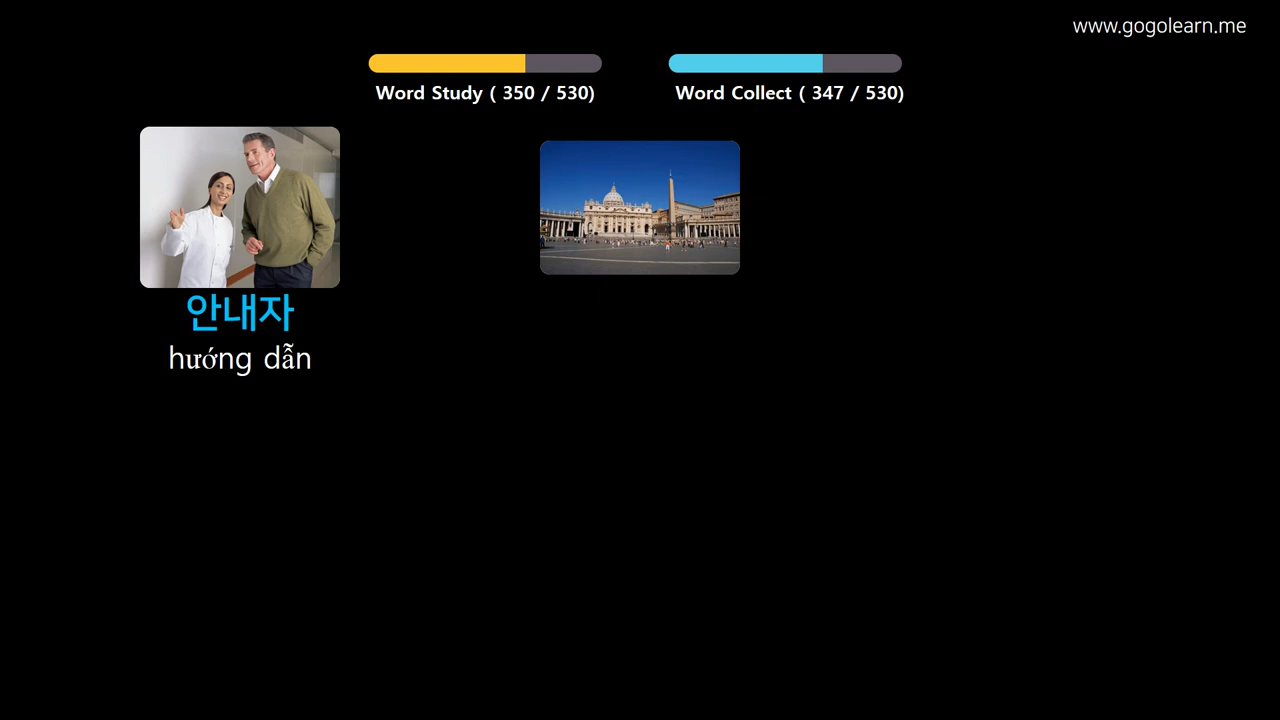 www.gogolearn.me
Word Study ( 350 / 530)
Word Collect ( 347 / 530)
안내자
hướng dẫn